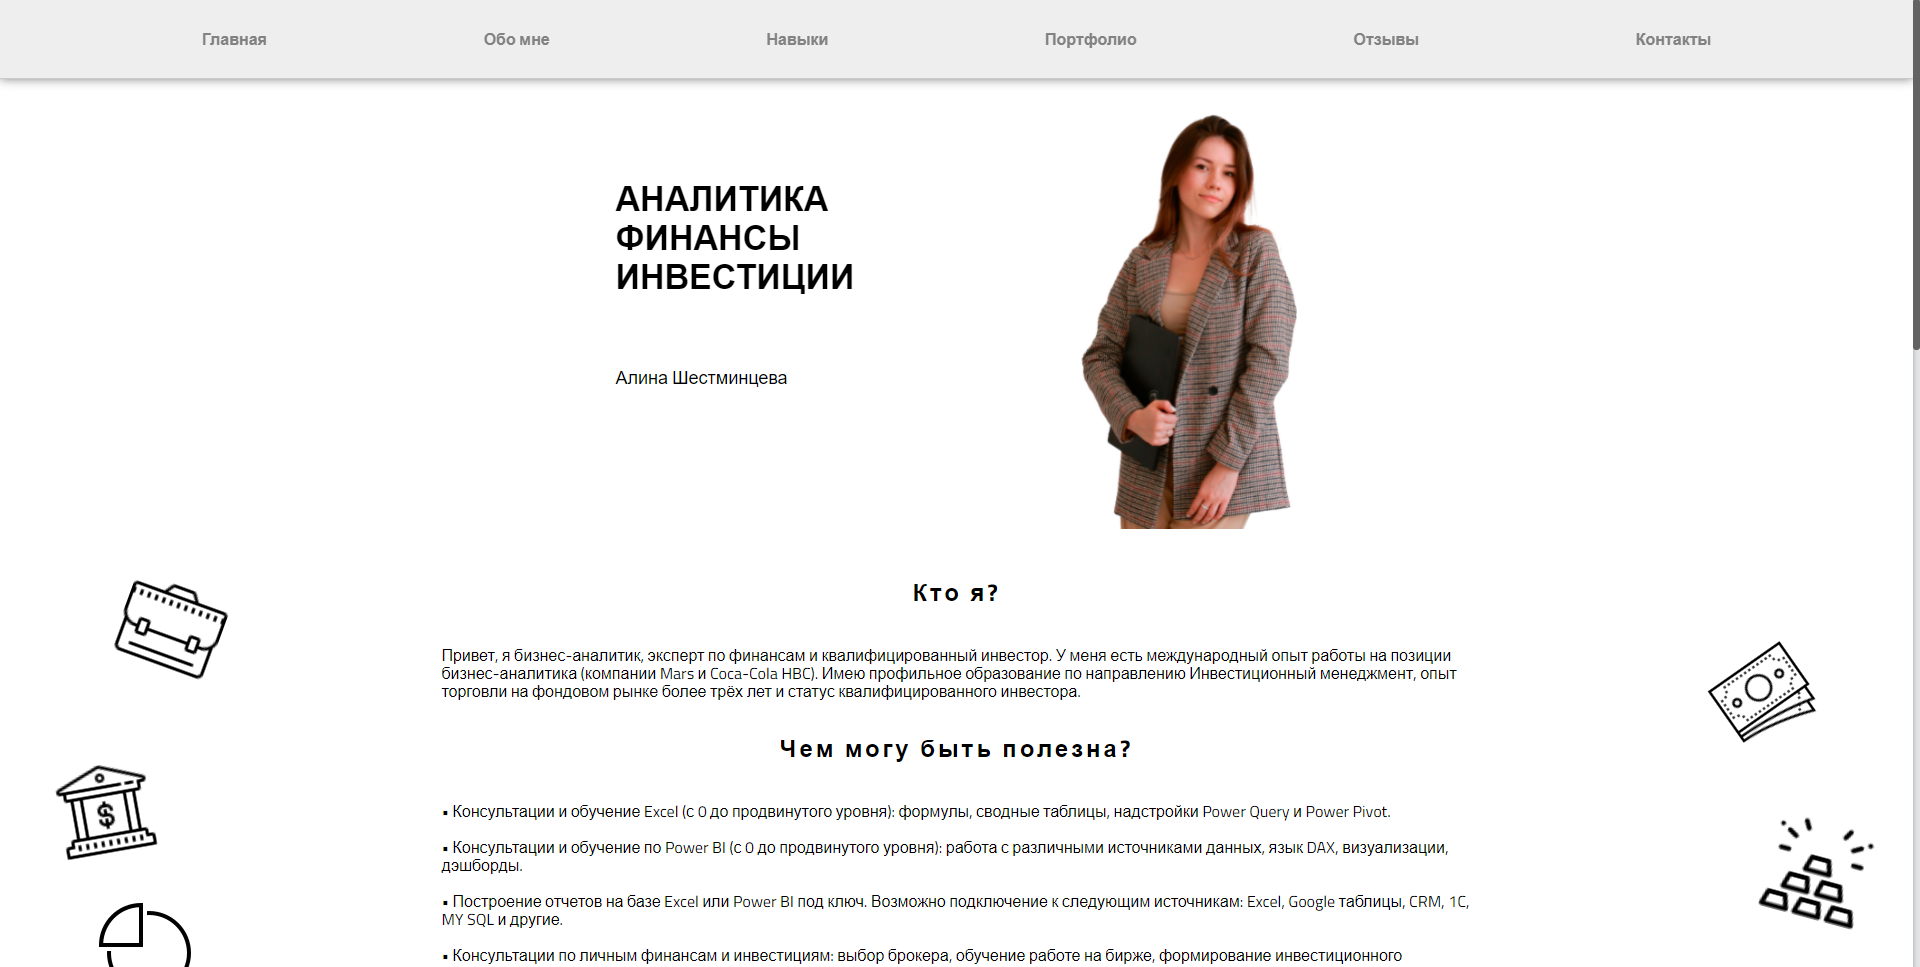 Главная
Обо мне
Навыки
Портфолио
Отзывы
Контакты
АНАЛИТИКА
ФИНАНСЫ
ИНВЕСТИЦИИ
Алина Шестминцева
Кто я?
Привет, я бизнес-аналитик, эксперт по финансам и квалифицированный инвестор. У меня есть международный опыт работы на позиции
бизнес-аналитика (компании Mars и Coca-Cola HBC). Имею профильное образование по направлению Инвестиционный менеджмент, опыт
торговли на фондовом рынке более трёх лет и статус квалифицированного инвестора.
Чем могу быть полезна?
▪ Консультации и обучение Excel (с 0 до продвинутого уровня): формулы, сводные таблицы, надстройки Power Query и Power Pivot.
▪ Консультации и обучение по Power BI (с 0 до продвинутого уровня): работа с различными источниками данных, язык DAX, визуализации,
дэшборды.
▪ Построение отчетов на базе Excel или Power BI под ключ. Возможно подключение к следующим источникам: Excel, Google таблицы, CRM, 1C,
MY SQL и другие.
▪ Консультации по личным финансам и инвестициям: выбор брокера, обучение работе на бирже, формирование инвестиционного
$